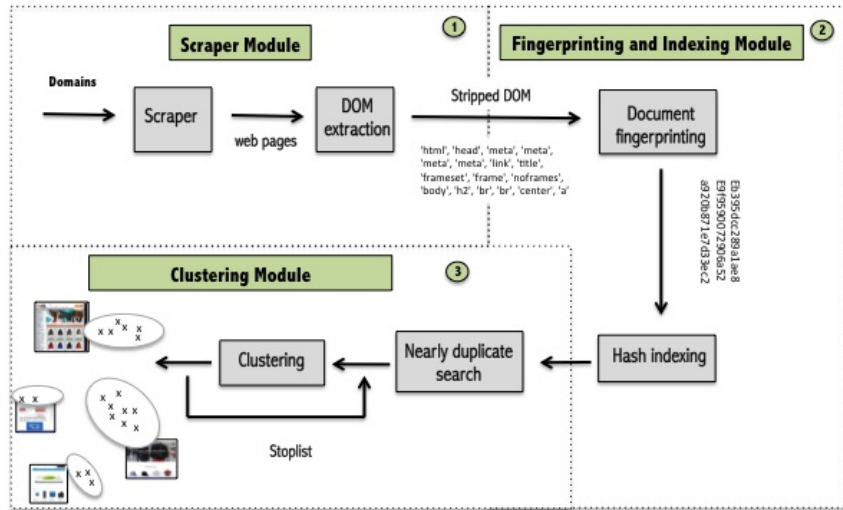 Scraper Module
1
Fingerprinting and Indexing Module
2
Domains
Scraper
web pages
DOM
extraction
Stripped DOM
'html', 'head', 'meta', 'meta',
'meta', 'meta', 'link', 'title',
'frameset', 'frame', 'noframes',
'body', 'h2', 'br', 'br', 'center', 'a'
Document
fingerprinting
Eb395dcc289a1ae8
E9f9590072906a52
a920b871e7d33ec2
Hash indexing
Clustering Module
3
Nearly duplicate
search
Clustering
Stoplist
x x x x x x
x x
x x x x x x x x
x x x x